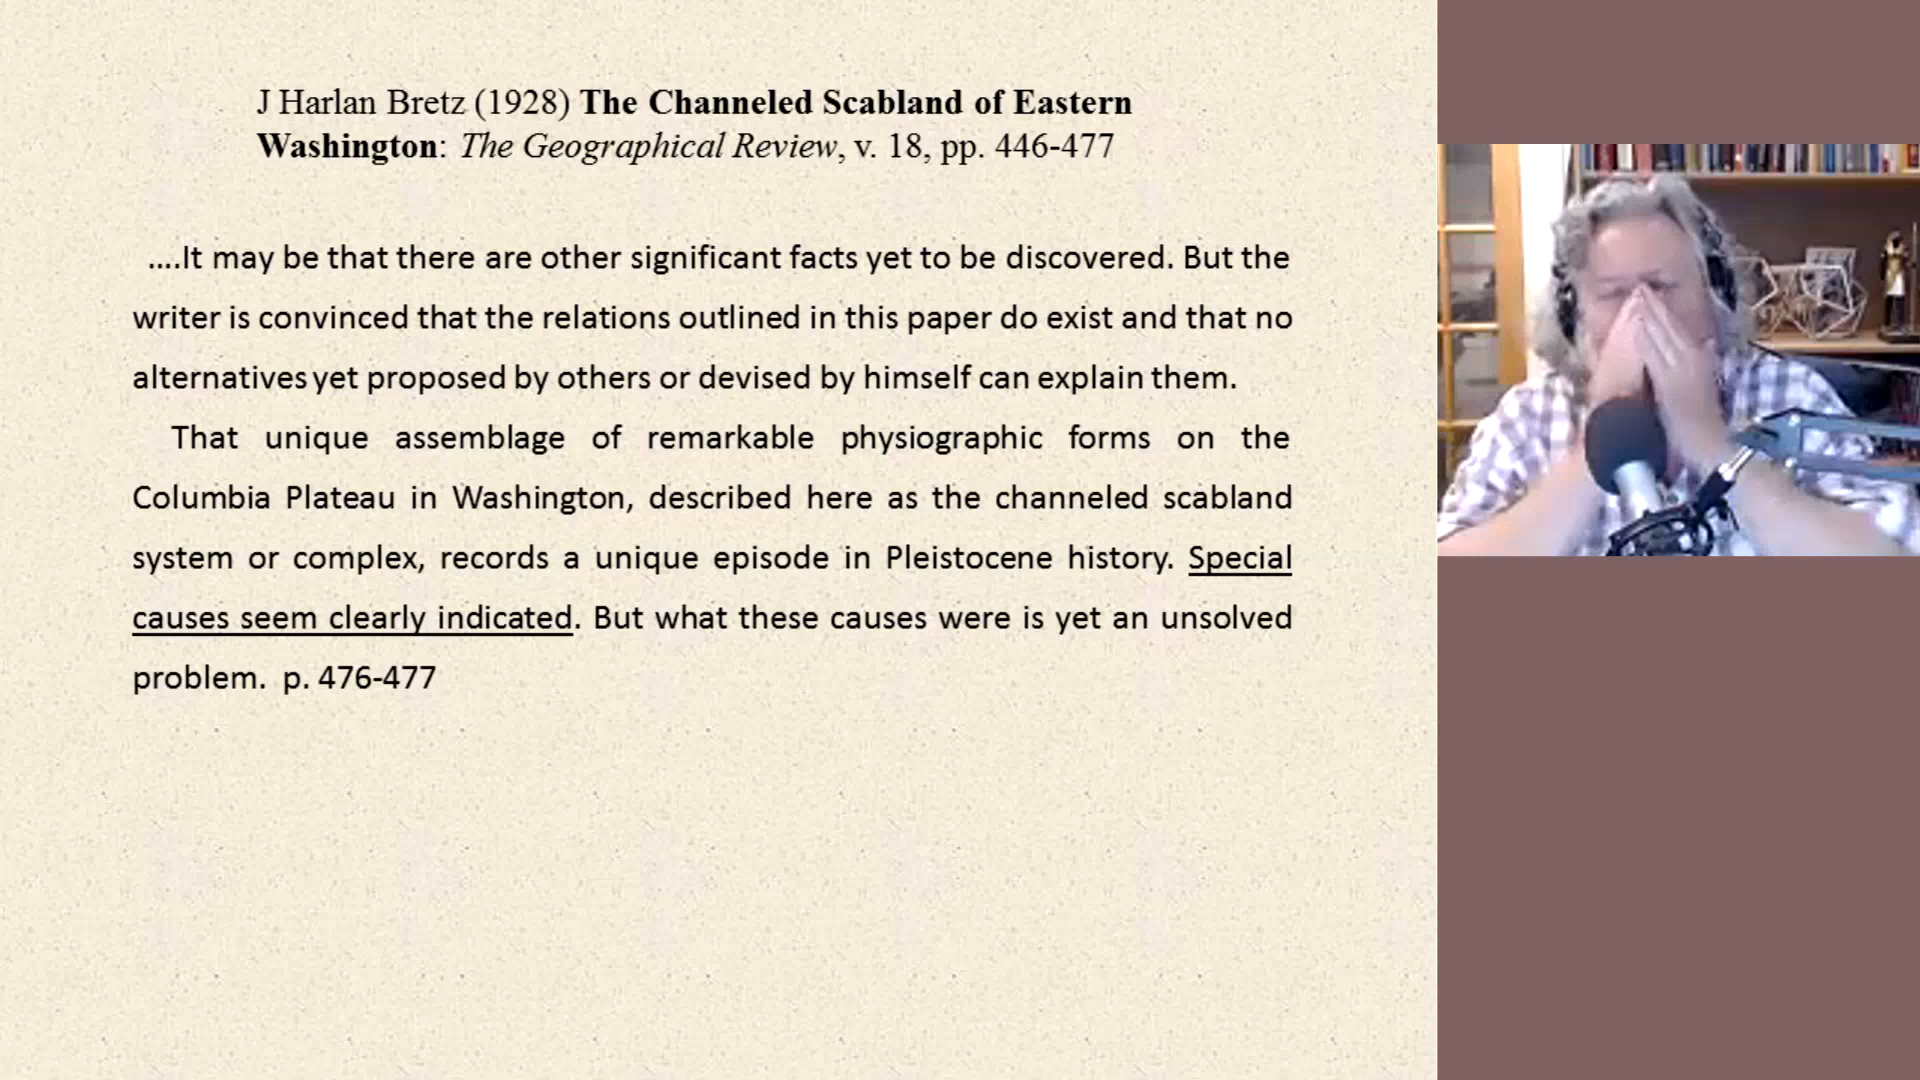 J Harlan Bretz (1928) The Channeled Scabland of Eastern
Washington: The Geographical Review, v. 18, pp. 446-477
....It may be that there are other significant facts yet to be discovered. But the
writer is convinced that the relations outlined in this paper do exist and that no
alternatives yet proposed by others or devised by himself can explain them.
That unique assemblage of remarkable physiographic forms on the
Columbia Plateau in Washington, described here as the channeled scabland
system or complex, records a unique episode in Pleistocene history. Special
causes seem clearly indicated. But what these causes were is yet an unsolved
problem. p. 476-477